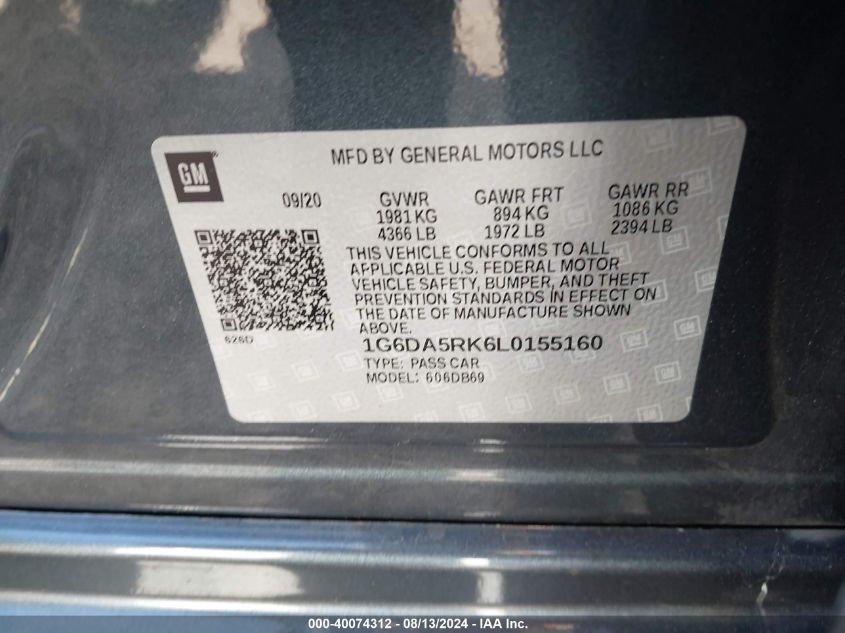 GM
MFD BY GENERAL MOTORS LLC
09/20 GVWR GAWR FRT GAWR RR
1981 KG 894 KG 1086 KG
4366 LB 1972 LB 2394 LB
THIS VEHICLE CONFORMS TO ALL
APPLICABLE U.S. FEDERAL MOTOR
VEHICLE SAFETY, BUMPER, AND THEFT
PREVENTION STANDARDS IN EFFECT ON
THE DATE OF MANUFACTURE SHOWN
ABOVE.
626D
1G6DA5RK6L0155160
TYPE: PASS CAR
MODEL: 606DB69
000-40074312 - 08/13/2024 - IAA Inc.